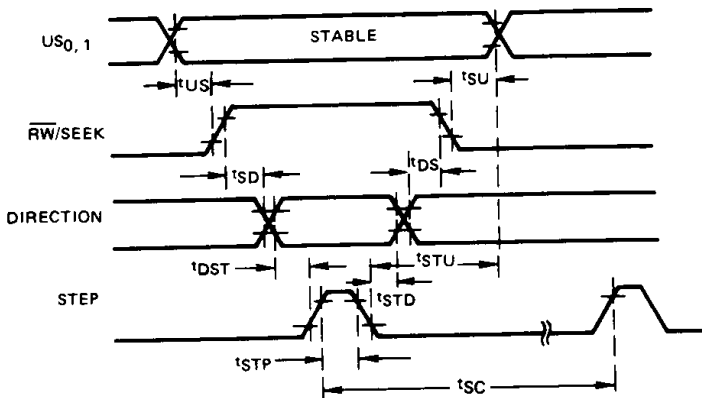 US0, 1
STABLE
tUS
tSU
RW/SEEK
tSD
tDS
DIRECTION
tDST
tSTU
STEP
tSTD
tSTP
tSC